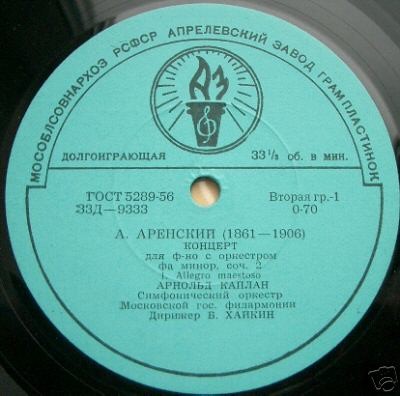 МОСОБЛСОВНАРХОЗ РСФСР АПРЕЛЕВСКИЙ ЗАВОД ГРАМПЛАСТИНОК
АЗ
ДОЛГОИГРАЮЩАЯ 33⅓ об. в мин.
ГОСТ 5289-56 Вторая гр.-1
33Д—9333 0-70
А. АРЕНСКИЙ (1861—1906)
КОНЦЕРТ
для ф-но с оркестром
фа минор, соч. 2
1. Allegro maestoso
АРНОЛЬД КАПЛАН
Симфонический оркестр
Московской гос. филармонии
Дирижер Б. ХАЙКИН